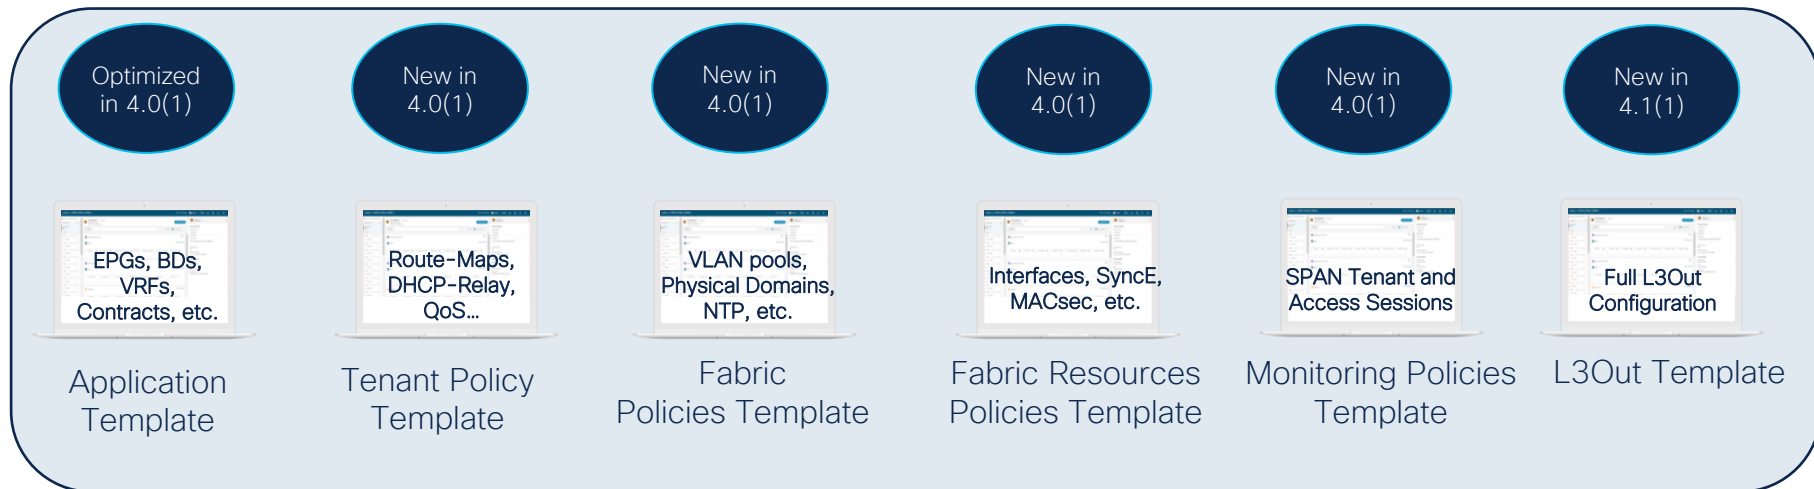 Optimized
in 4.0(1)
New in
4.0(1)
New in
4.0(1)
New in
4.0(1)
New in
4.0(1)
New in
4.1(1)
EPGs, BDs,
VRFs,
Contracts, etc.
Route-Maps,
DHCP-Relay,
QoS...
VLAN pools,
Physical Domains,
NTP, etc.
Interfaces, SyncE,
MACsec, etc.
SPAN Tenant and
Access Sessions
Full L3Out
Configuration
Application
Template
Tenant Policy
Template
Fabric
Policies Template
Fabric Resources
Policies Template
Monitoring Policies
Template
L3Out Template